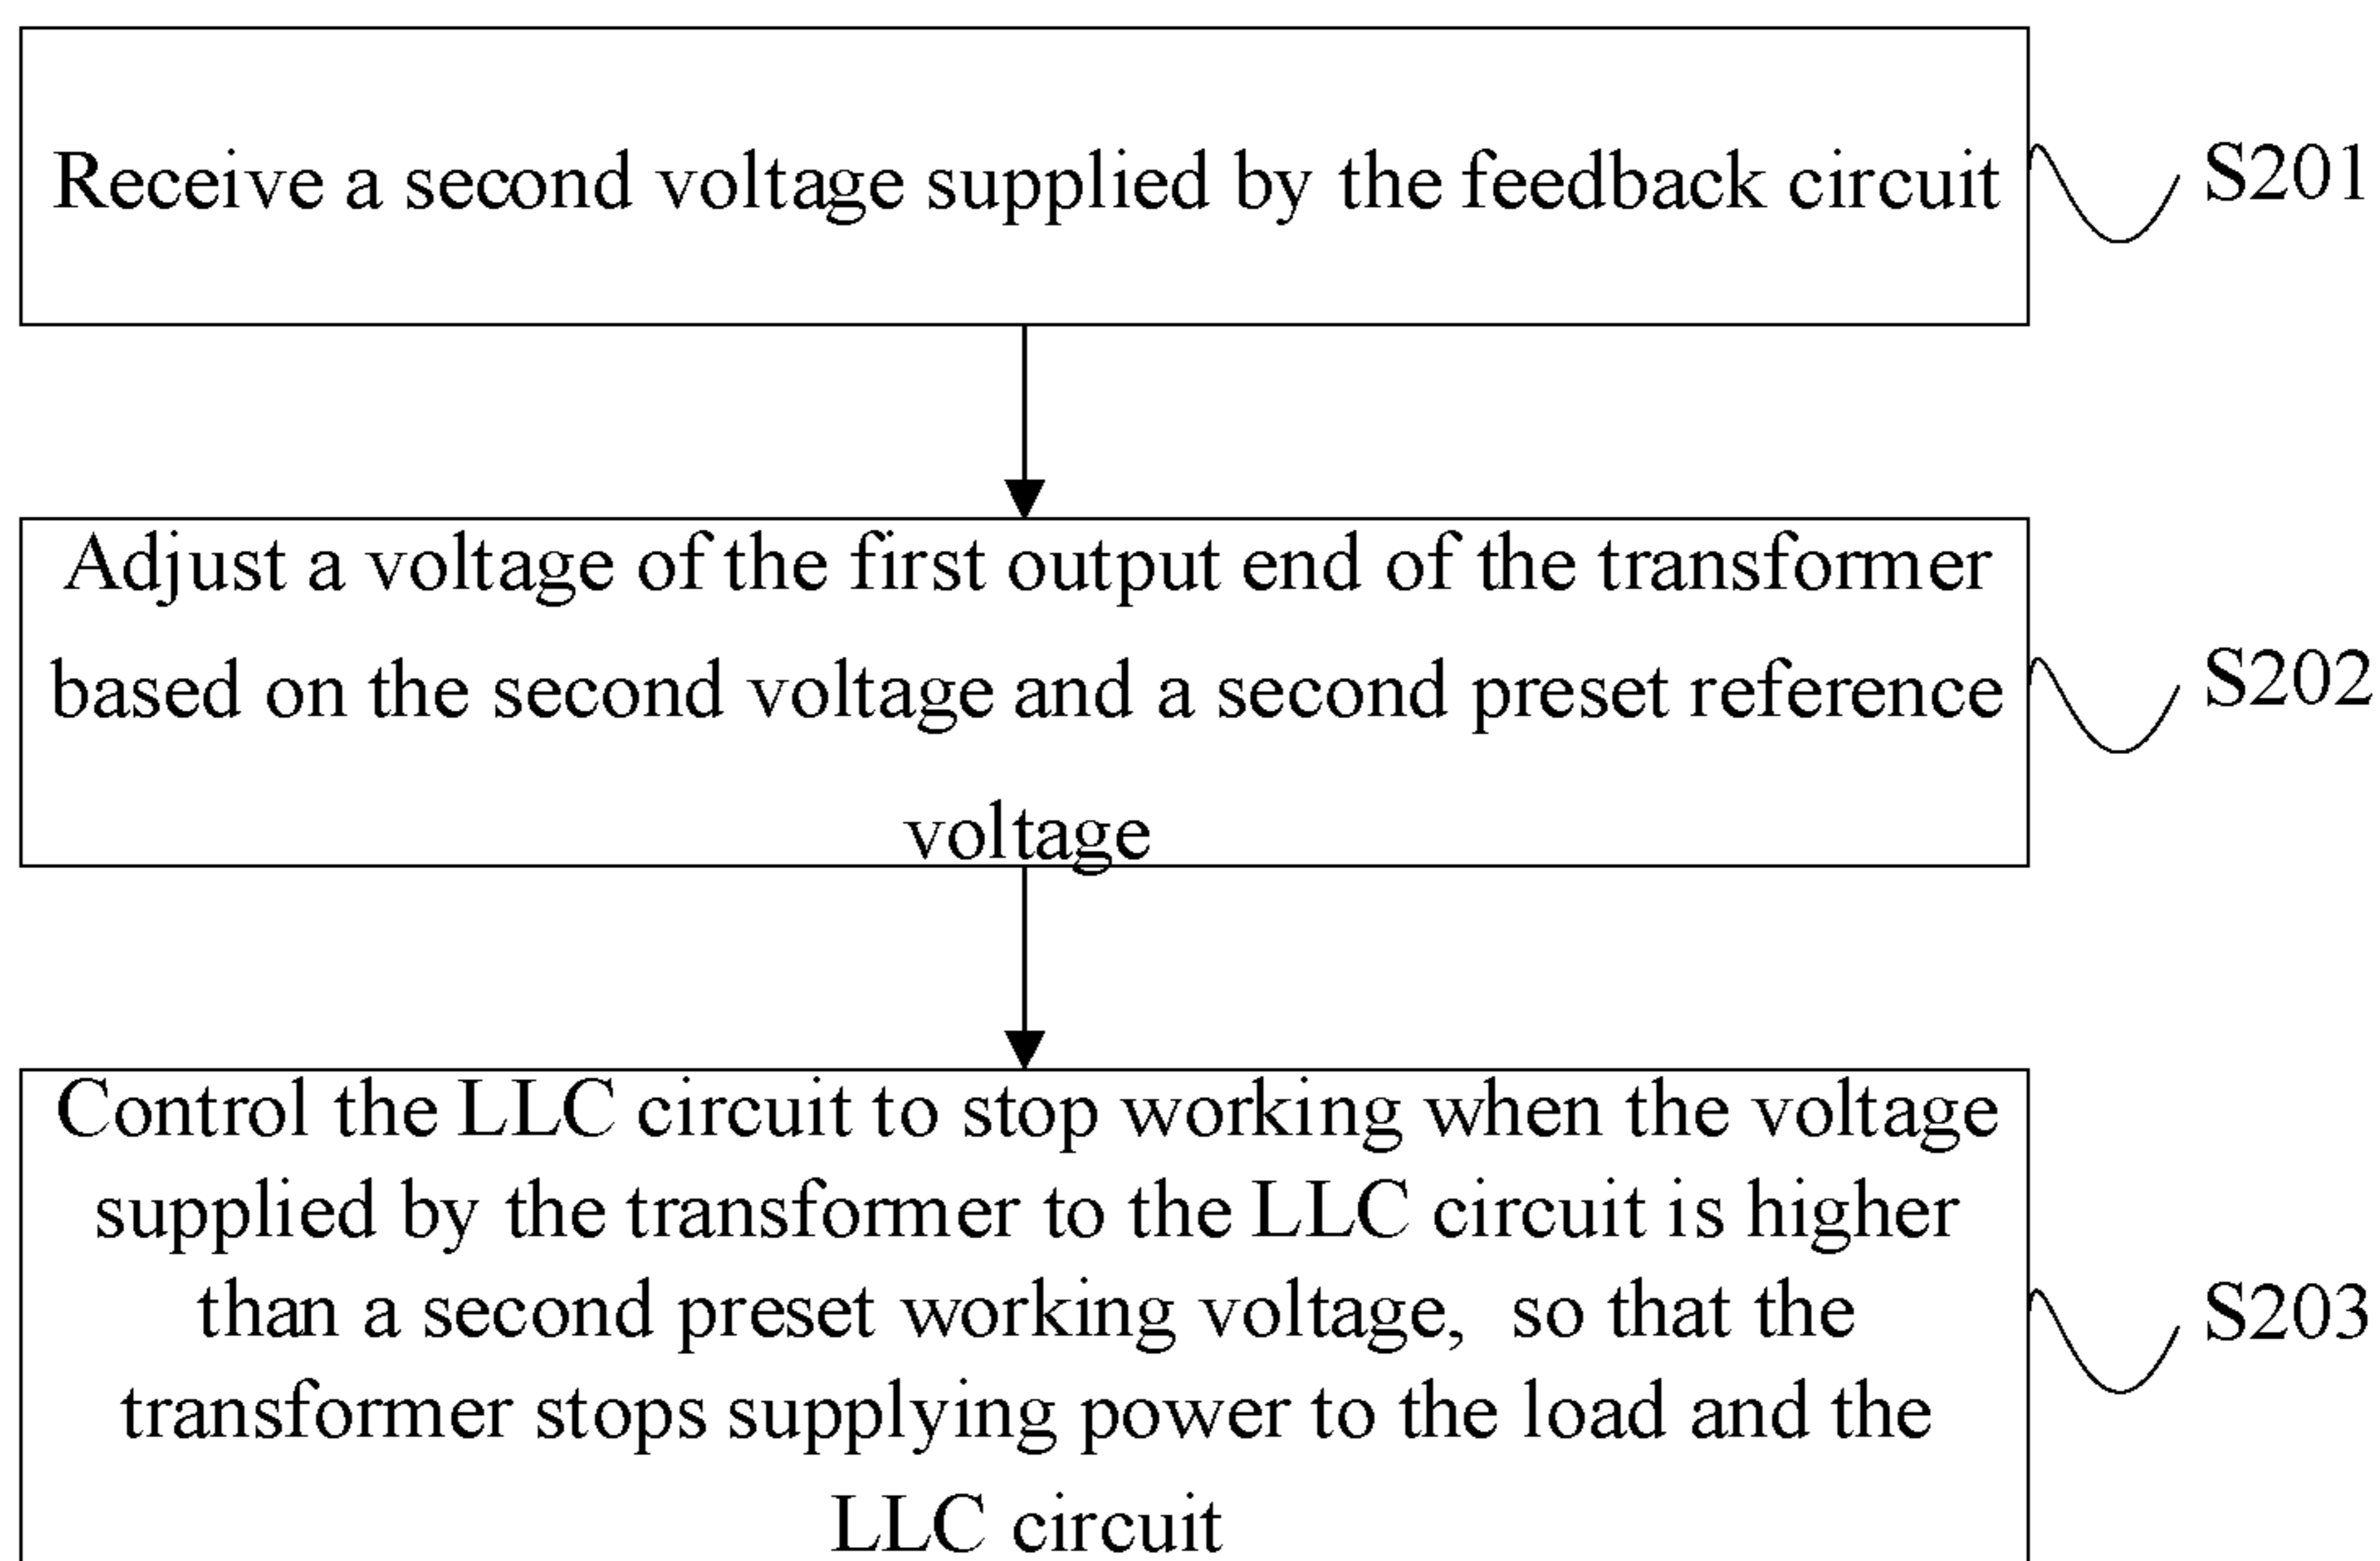 Receive a second voltage supplied by the feedback circuit
S201
Adjust a voltage of the first output end of the transformer
based on the second voltage and a second preset reference
voltage
S202
Control the LLC circuit to stop working when the voltage
supplied by the transformer to the LLC circuit is higher
than a second preset working voltage, so that the
transformer stops supplying power to the load and the
LLC circuit
S203